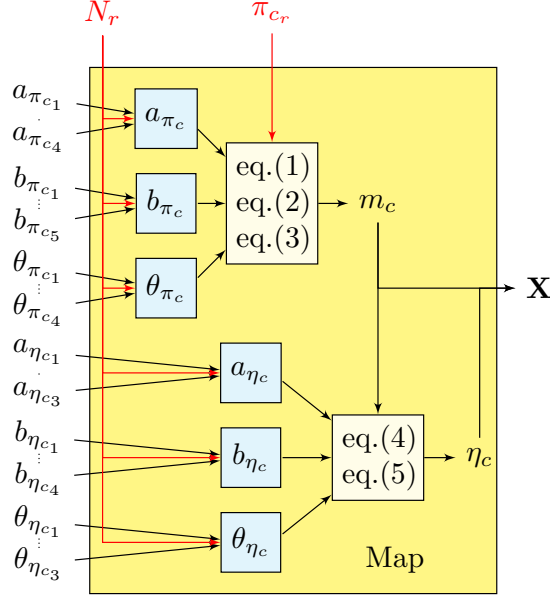 N_r
π_{c_r}
a_{π_{c_1}}
a_{π_{c_4}}
a_{π_c}
b_{π_{c_1}}
b_{π_{c_5}}
b_{π_c}
θ_{π_{c_1}}
θ_{π_{c_4}}
θ_{π_c}
eq.(1)
eq.(2)
eq.(3)
m_c
X
a_{η_{c_1}}
a_{η_{c_3}}
a_{η_c}
b_{η_{c_1}}
b_{η_{c_4}}
b_{η_c}
θ_{η_{c_1}}
θ_{η_{c_3}}
θ_{η_c}
eq.(4)
eq.(5)
η_c
Map